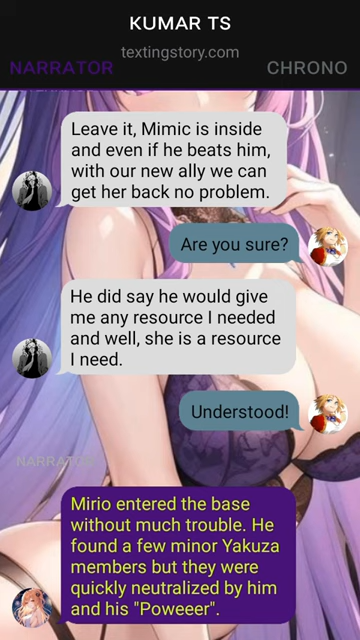 KUMAR TS
textingstory.com
NARRATOR
CHRONO
Leave it, Mimic is inside
and even if he beats him,
with our new ally we can
get her back no problem.
Are you sure?
He did say he would give
me any resource I needed
and well, she is a resource
I need.
Understood!
NARRATOR
Mirio entered the base
without much trouble. He
found a few minor Yakuza
members but they were
quickly neutralized by him
and his "Poweeer".